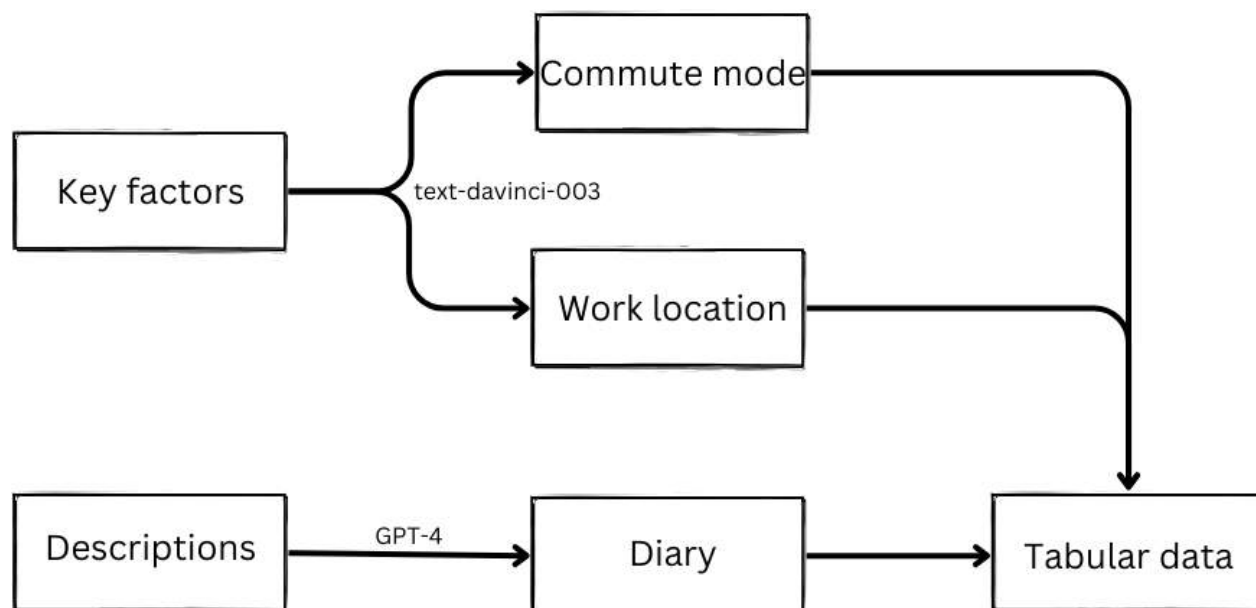 Commute mode
Key factors
text-davinci-003
Work location
Descriptions
GPT-4
Diary
Tabular data